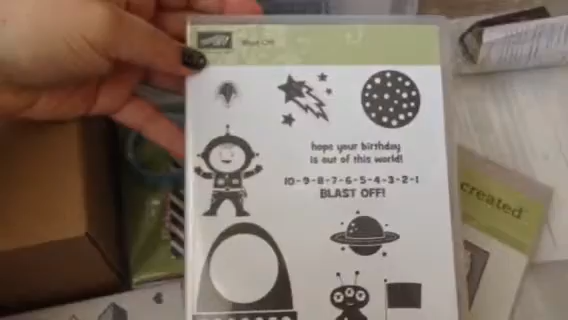 Blast Off!
hope your birthday
is out of this world!
10-9-8-7-6-5-4-3-2-1
BLAST OFF!
created